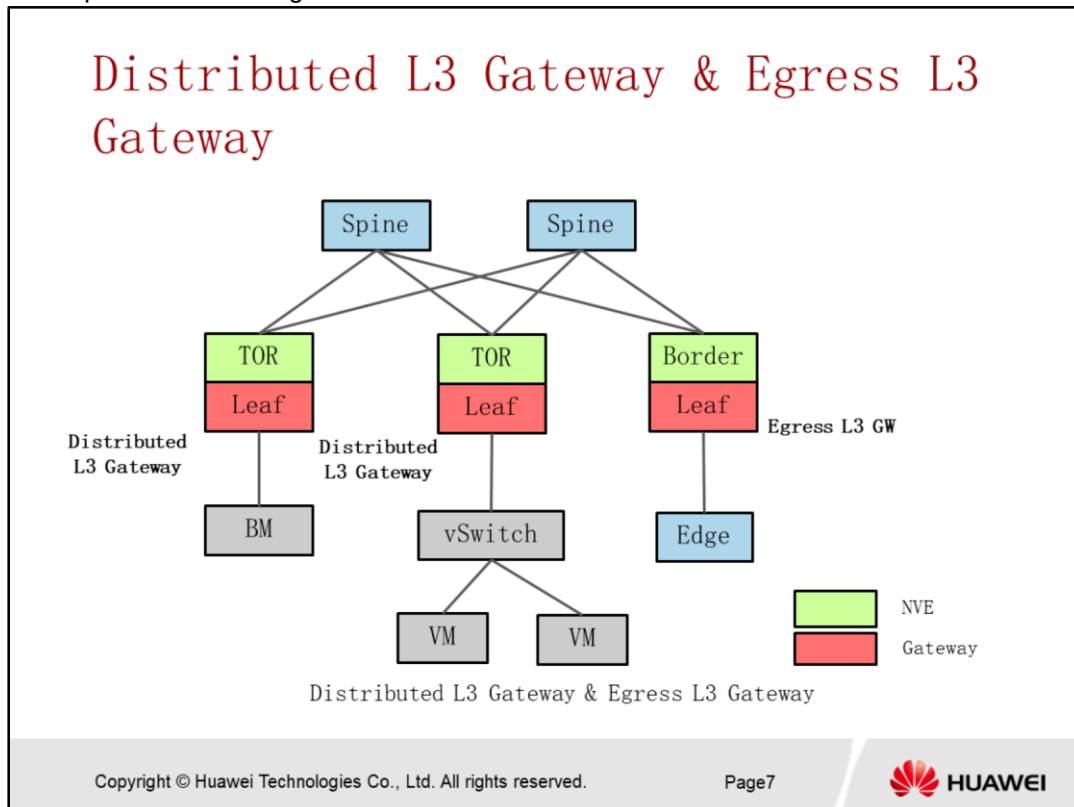 Distributed L3 Gateway & Egress L3
Gateway
Spine
Spine
TOR
TOR
Border
Leaf
Leaf
Leaf
Distributed
L3 Gateway
Distributed
L3 Gateway
Egress L3 GW
BM
vSwitch
Edge
VM
VM
NVE
Gateway
Distributed L3 Gateway & Egress L3 Gateway
Copyright © Huawei Technologies Co., Ltd. All rights reserved.
Page7
HUAWEI